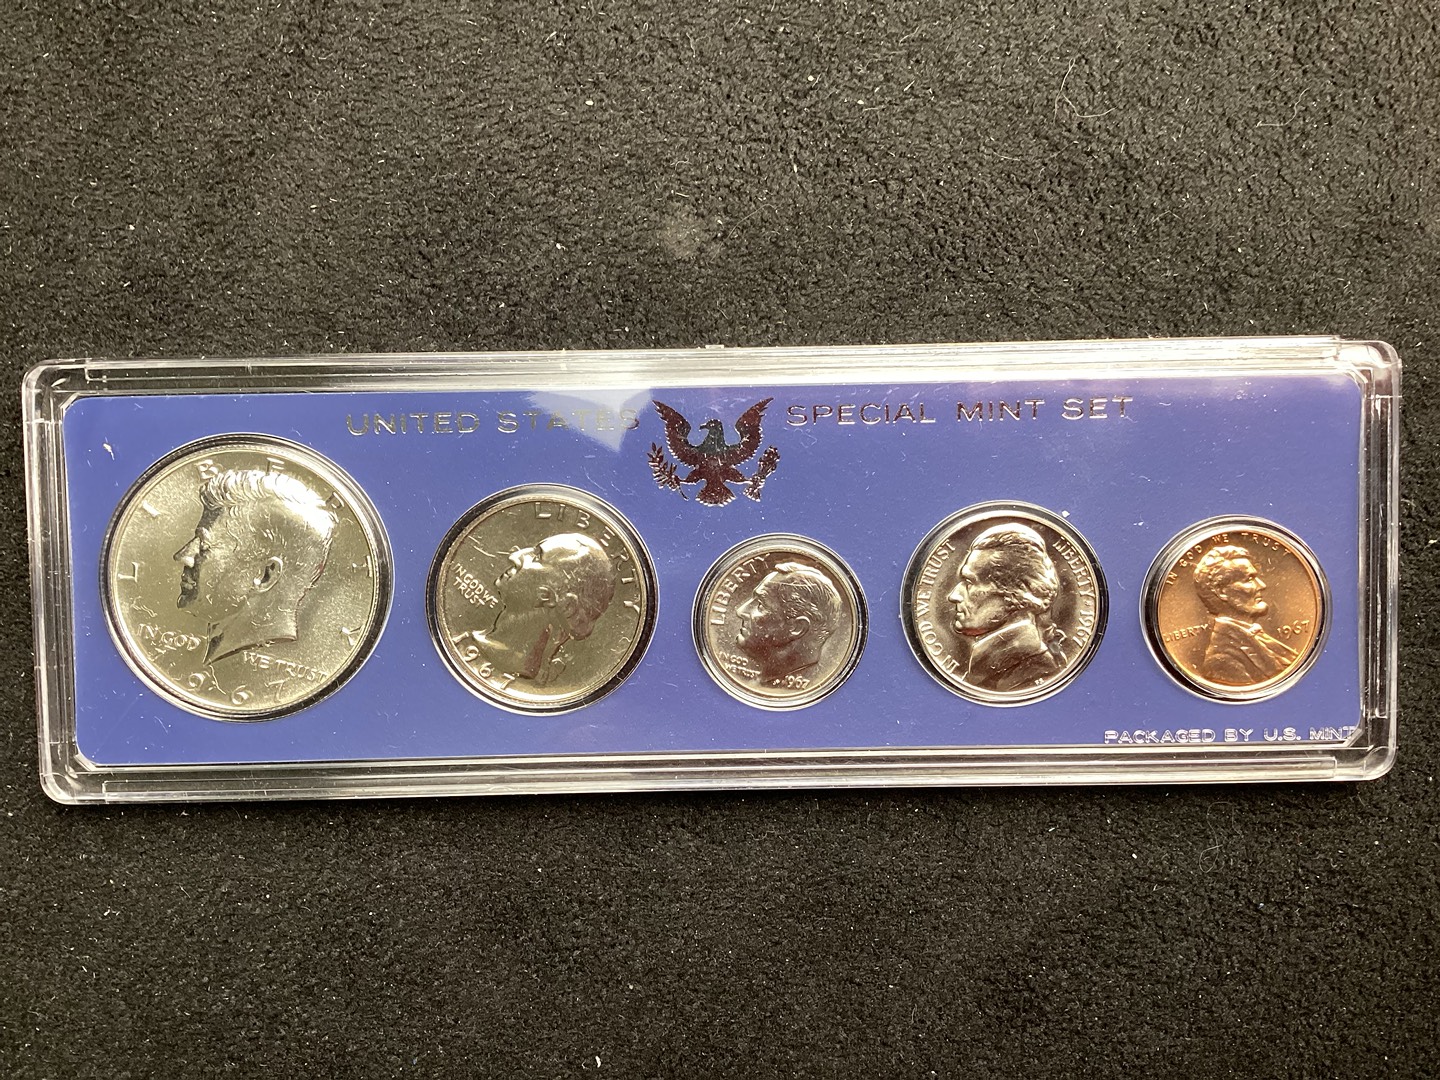 UNITED STATES SPECIAL MINT SET
LIBERTY
IN GOD WE TRUST
1967
LIBERTY
IN GOD WE
TRUST
1967
LIBERTY
IN GOD
WE TRUST
1967
IN GOD WE TRUST
LIBERTY 1967
IN GOD WE TRUST
LIBERTY
1967
PACKAGED BY U.S. MINT